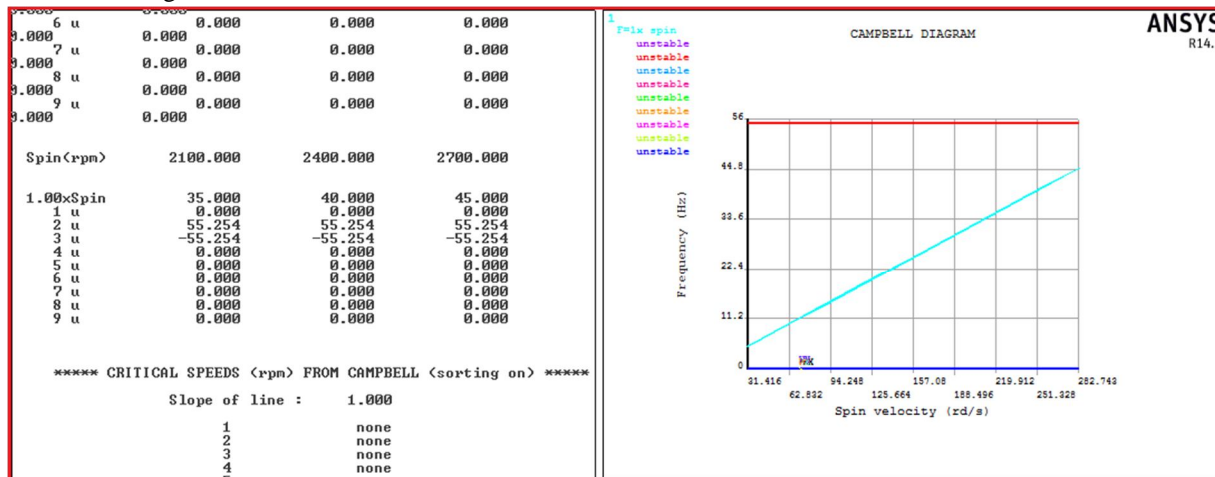 6 u 0.000 0.000 0.000
0.000 0.000
7 u 0.000 0.000 0.000
0.000 0.000
8 u 0.000 0.000 0.000
0.000 0.000
9 u 0.000 0.000 0.000
0.000 0.000
Spin(rpm) 2100.000 2400.000 2700.000
1.00xSpin 35.000 40.000 45.000
1 u 0.000 0.000 0.000
2 u 55.254 55.254 55.254
3 u -55.254 -55.254 -55.254
4 u 0.000 0.000 0.000
5 u 0.000 0.000 0.000
6 u 0.000 0.000 0.000
7 u 0.000 0.000 0.000
8 u 0.000 0.000 0.000
9 u 0.000 0.000 0.000
***** CRITICAL SPEEDS (rpm) FROM CAMPBELL (sorting on) *****
Slope of line : 1.000
1 none
2 none
3 none
4 none
1
F=1x spin
unstable
unstable
unstable
unstable
unstable
unstable
unstable
unstable
unstable
CAMPBELL DIAGRAM
ANSYS
R14.
Frequency (Hz)
56
44.8
33.6
22.4
11.2
0
31.416 94.248 157.08 219.912 282.743
62.832 125.664 188.496 251.328
Spin velocity (rd/s)